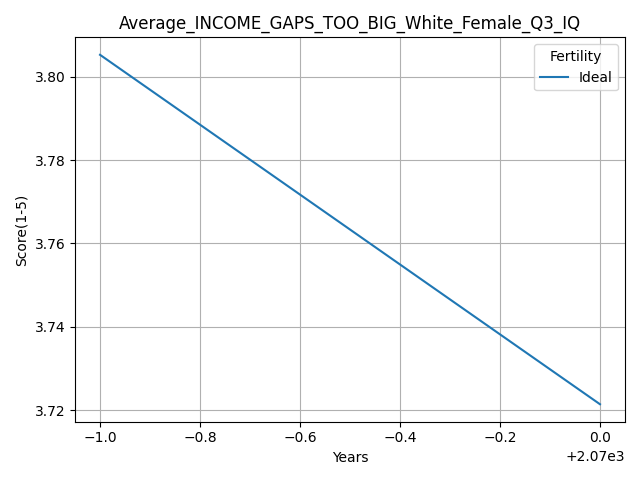 Average_INCOME_GAPS_TOO_BIG_White_Female_Q3_IQ
Fertility
Ideal
Score(1-5)
3.80
3.78
3.76
3.74
3.72
−1.0 −0.8 −0.6 −0.4 −0.2 0.0
+2.07e3
Years